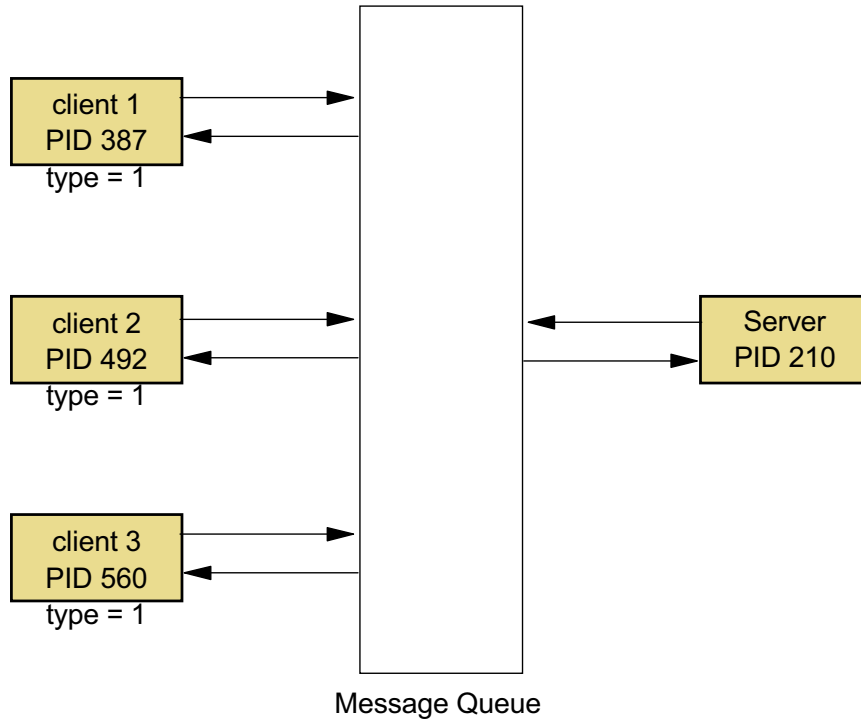 client 1
PID 387
type = 1
client 2
PID 492
type = 1
client 3
PID 560
type = 1
Server
PID 210
Message Queue